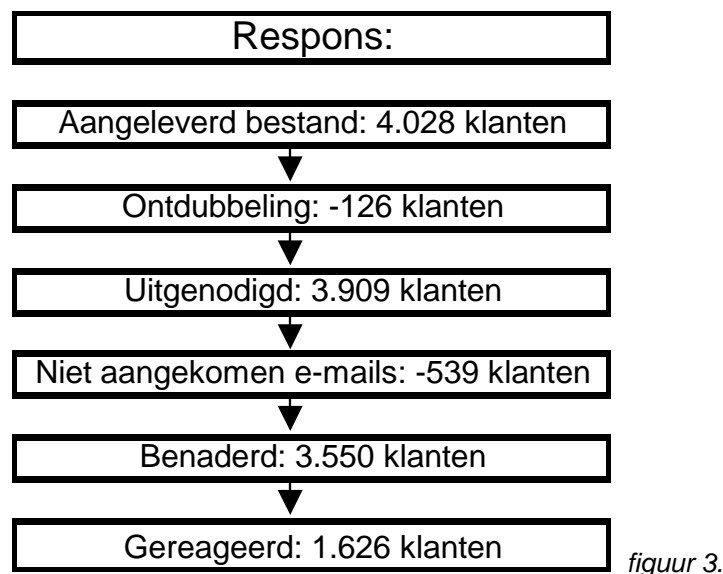 Respons:
Aangeleverd bestand: 4.028 klanten
Ontdubbeling: -126 klanten
Uitgenodigd: 3.909 klanten
Niet aangekomen e-mails: -539 klanten
Benaderd: 3.550 klanten
Gereageerd: 1.626 klanten
figuur 3.